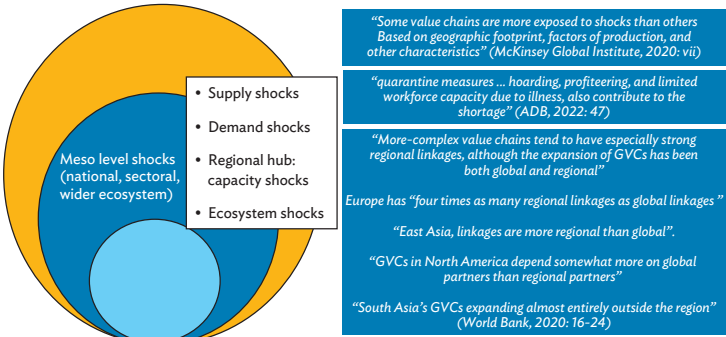 Meso level shocks
(national, sectoral,
wider ecosystem)
• Supply shocks
• Demand shocks
• Regional hub:
capacity shocks
• Ecosystem shocks
“Some value chains are more exposed to shocks than others
Based on geographic footprint, factors of production, and
other characteristics” (McKinsey Global Institute, 2020: vii)
“quarantine measures ... hoarding, profiteering, and limited
workforce capacity due to illness, also contribute to the
shortage” (ADB, 2022: 47)
“More-complex value chains tend to have especially strong
regional linkages, although the expansion of GVCs has been
both global and regional”
Europe has “four times as many regional linkages as global linkages ”
“East Asia, linkages are more regional than global”.
“GVCs in North America depend somewhat more on global
partners than regional partners”
“South Asia’s GVCs expanding almost entirely outside the region”
(World Bank, 2020: 16-24)